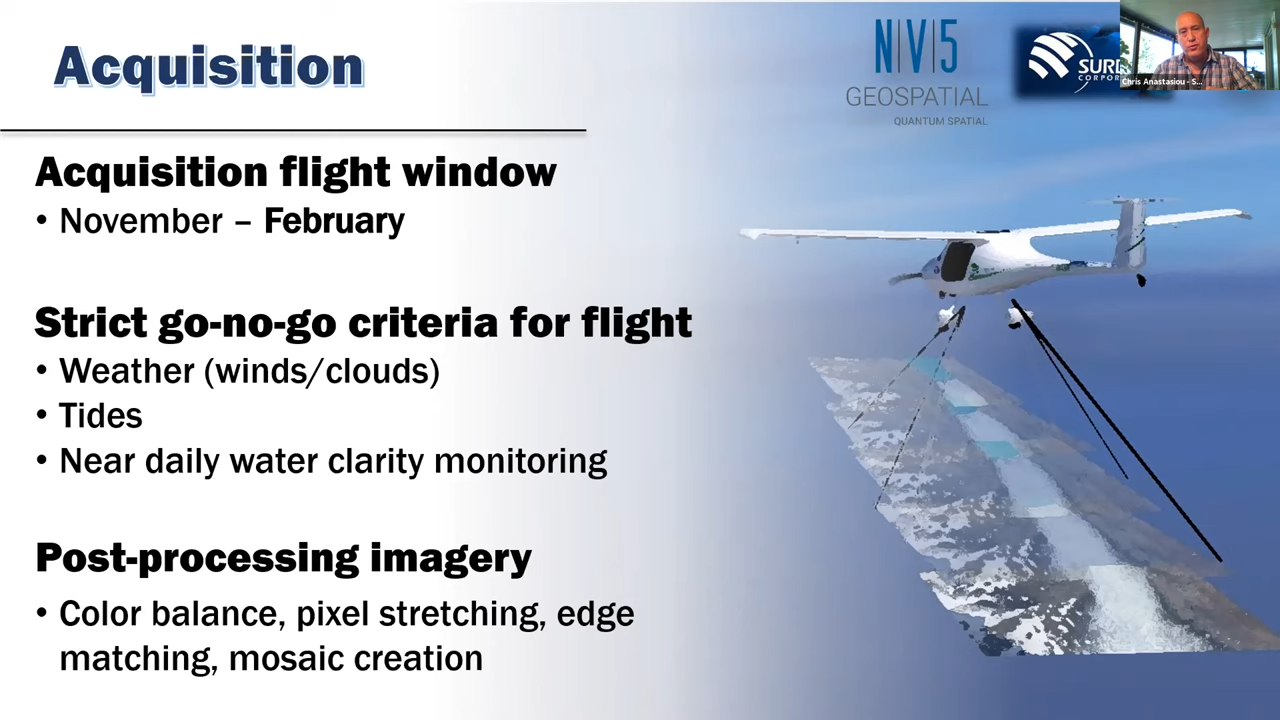 Acquisition
N|V|5
GEOSPATIAL
QUANTUM SPATIAL
CORPOR
Chris Anastasiou - S...
Acquisition flight window
• November – February
Strict go-no-go criteria for flight
• Weather (winds/clouds)
• Tides
• Near daily water clarity monitoring
Post-processing imagery
• Color balance, pixel stretching, edge
matching, mosaic creation